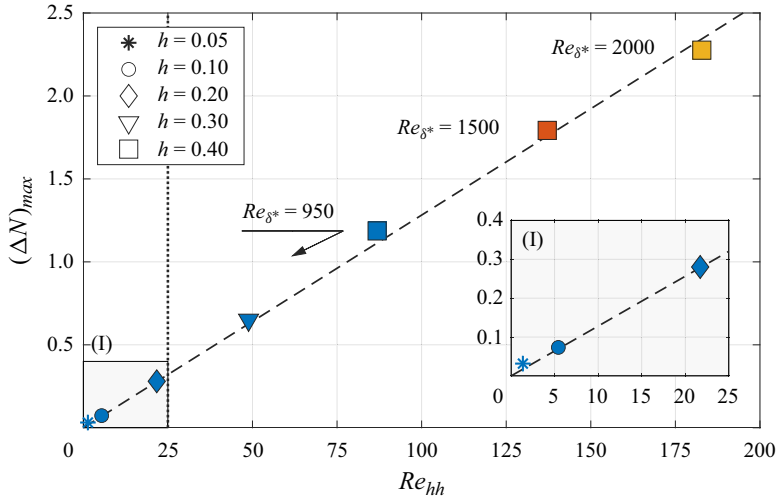 2.5
2.0
1.5
1.0
0.5
(ΔN)max
h = 0.05
h = 0.10
h = 0.20
h = 0.30
h = 0.40
Reδ* = 2000
Reδ* = 1500
Reδ* = 950
(I)
(I)
0.4
0.3
0.2
0.1
0 5 10 15 20 25
0 25 50 75 100 125 150 175 200
Rehh